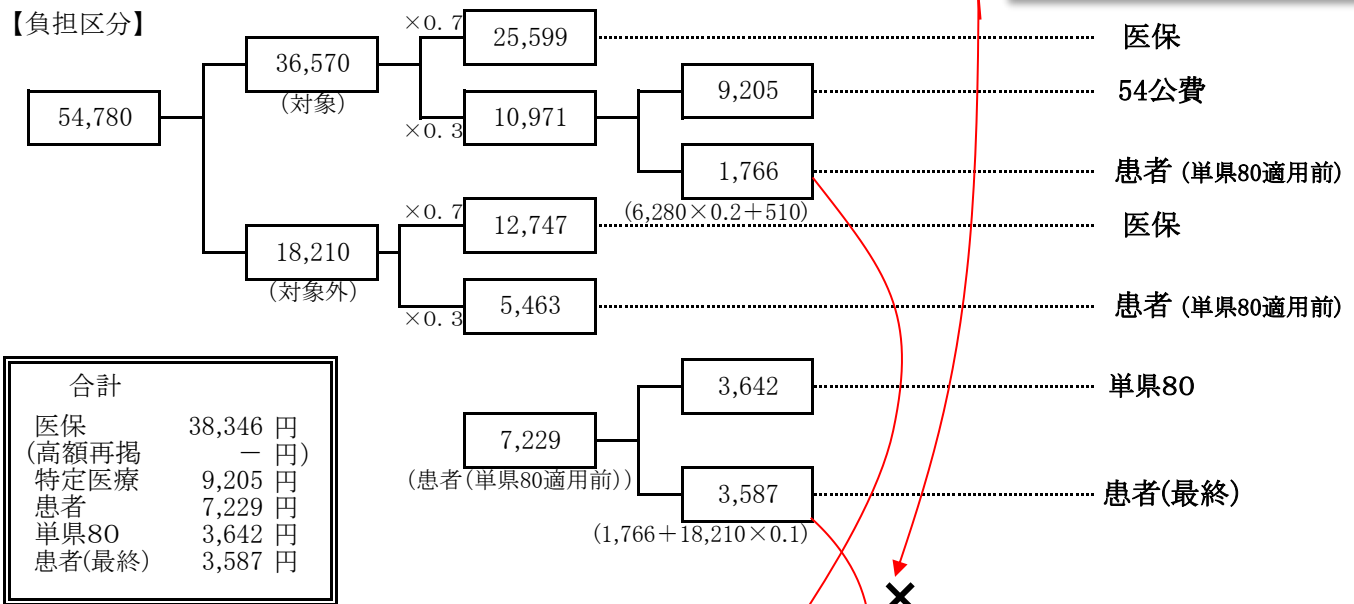 【負担区分】
×0.7
25,599
医保
36,570
(対象)
9,205
54公費
54,780
×0.3
10,971
1,766
患者 (単県80適用前)
(6,280×0.2+510)
×0.7
12,747
医保
18,210
(対象外)
5,463
患者 (単県80適用前)
×0.3
3,642
単県80
7,229
(患者(単県80適用前))
3,587
患者(最終)
(1,766+18,210×0.1)
×
合計
医保 38,346 円
(高額再掲 － 円)
特定医療 9,205 円
患者 7,229 円
単県80 3,642 円
患者(最終) 3,587 円